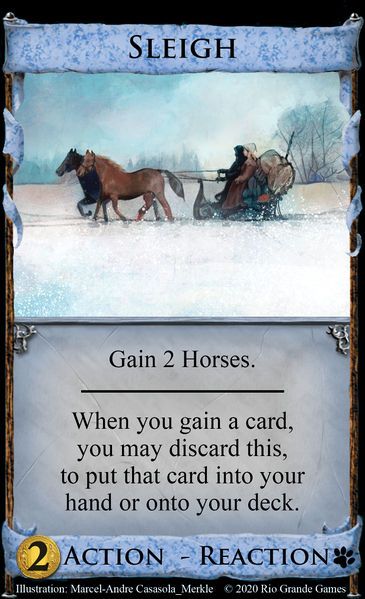 Sleigh
Gain 2 Horses.
When you gain a card,
you may discard this,
to put that card into your
hand or onto your deck.
2 Action - Reaction
Illustration: Marcel-Andre Casasola_Merkle © 2020 Rio Grande Games